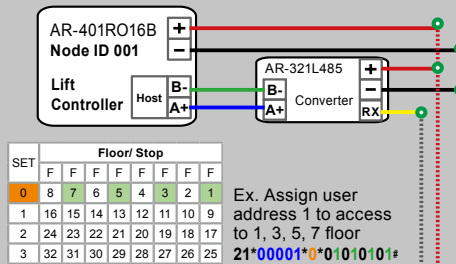 AR-401RO16B
Node ID 001
+
−
Lift
Controller
Host
B-
A+
AR-321L485
Converter
B-
A+
+
−
RX
SET Floor/ Stop
F F F F F F F F
0 8 7 6 5 4 3 2 1
1 16 15 14 13 12 11 10 9
2 24 23 22 21 20 19 18 17
3 32 31 30 29 28 27 26 25
Ex. Assign user
address 1 to access
to 1, 3, 5, 7 floor
21*00001*0*01010101#